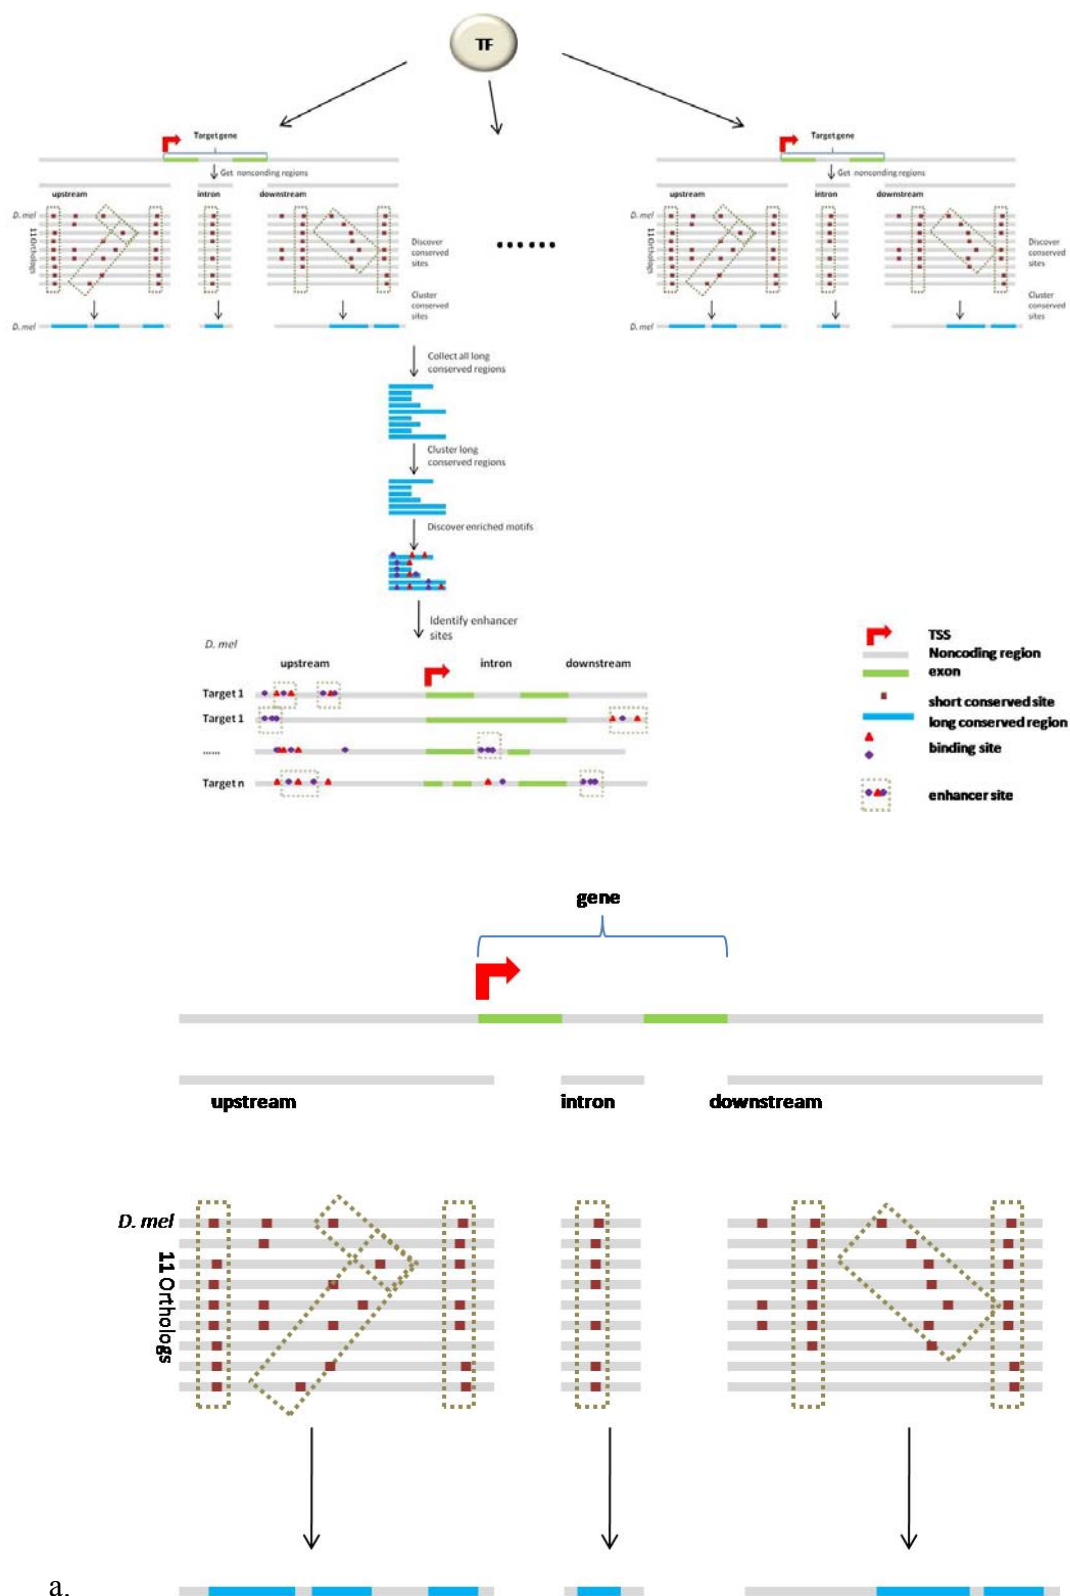 TF
Target gene
Get nonconding regions
upstream
intron
downstream
D. mel
11 Orthologs
Discover
conserved
sites
Cluster
conserved
sites
D. mel
Target gene
Get nonconding regions
upstream
intron
downstream
D. mel
11 Orthologs
Discover
conserved
sites
Cluster
conserved
sites
D. mel
......
Collect all long
conserved regions
Cluster long
conserved regions
Discover enriched motifs
Identify enhancer
sites
D. mel
upstream
intron
downstream
Target 1
Target 1
......
Target n
TSS
Noncoding region
exon
short conserved site
long conserved region
binding site
enhancer site
gene
upstream
intron
downstream
D. mel
11 Orthologs
a.